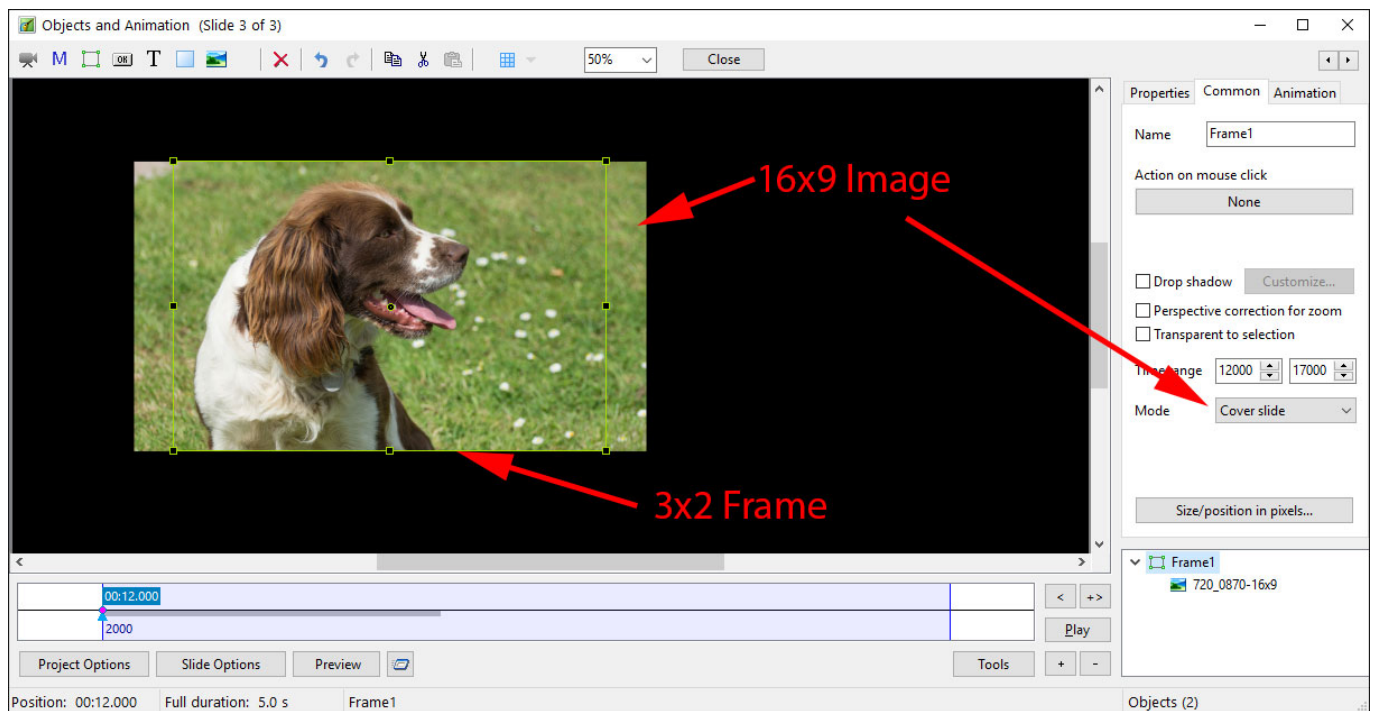 Objects and Animation (Slide 3 of 3)
M OK T 50% Close
Properties Common Animation
Name Frame1
Action on mouse click
None
16x9 Image
Drop shadow Customize...
Perspective correction for zoom
Transparent to selection
Time range 12000 17000
Mode Cover slide
3x2 Frame
Size/position in pixels...
Frame1
720_0870-16x9
00:12.000
< +>
2000
Play
Project Options Slide Options Preview Tools + -
Position: 00:12.000 Full duration: 5.0 s Frame1 Objects (2)